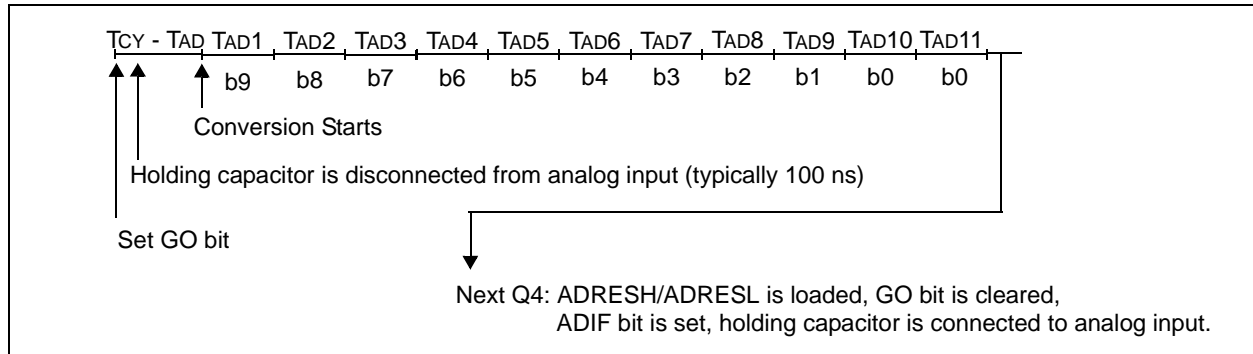 TCY - TAD TAD1 TAD2 TAD3 TAD4 TAD5 TAD6 TAD7 TAD8 TAD9 TAD10 TAD11
b9 b8 b7 b6 b5 b4 b3 b2 b1 b0 b0
Conversion Starts
Holding capacitor is disconnected from analog input (typically 100 ns)
Set GO bit
Next Q4: ADRESH/ADRESL is loaded, GO bit is cleared,
ADIF bit is set, holding capacitor is connected to analog input.